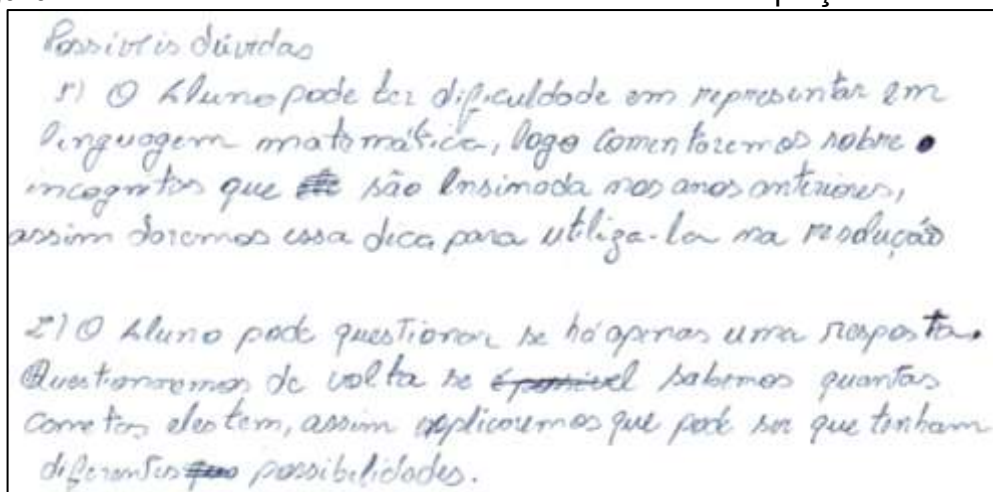 Possiveis dúvidas
1) O Aluno pode ter dificuldade em representar em
linguagem matemática, logo comentaremos sobre
incognitas que são ensinada nos anos anteriores,
assim daremos essa dica para utiliza-la na resolução
2) O Aluno pode questionar se há apenas uma resposta.
Questionaremos de volta se é possivel sabemos quantas
canetas eles tem, assim explicaremos que pode ser que tenham
diferentes possibilidades.